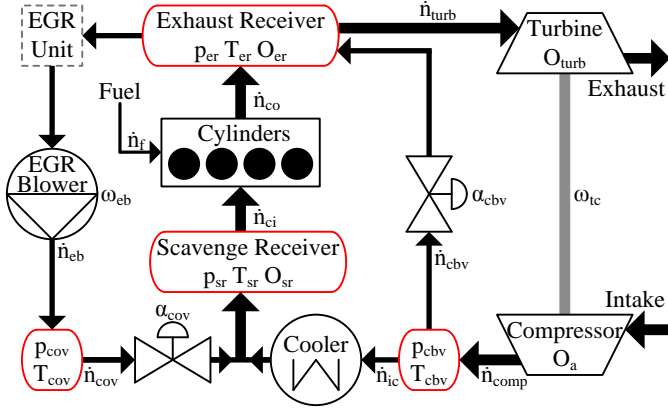 EGR
Unit
Exhaust Receiver
p_er T_er O_er
ṅ_turb
Turbine
O_turb
Exhaust
Fuel
ṅ_f
ṅ_co
Cylinders
EGR
Blower
ω_eb
α_cbv
ω_tc
ṅ_ci
ṅ_eb
Scavenge Receiver
p_sr T_sr O_sr
ṅ_cbv
Intake
α_cov
p_cov
T_cov
ṅ_cov
Cooler
ṅ_ic
p_cbv
T_cbv
ṅ_comp
Compressor
O_a